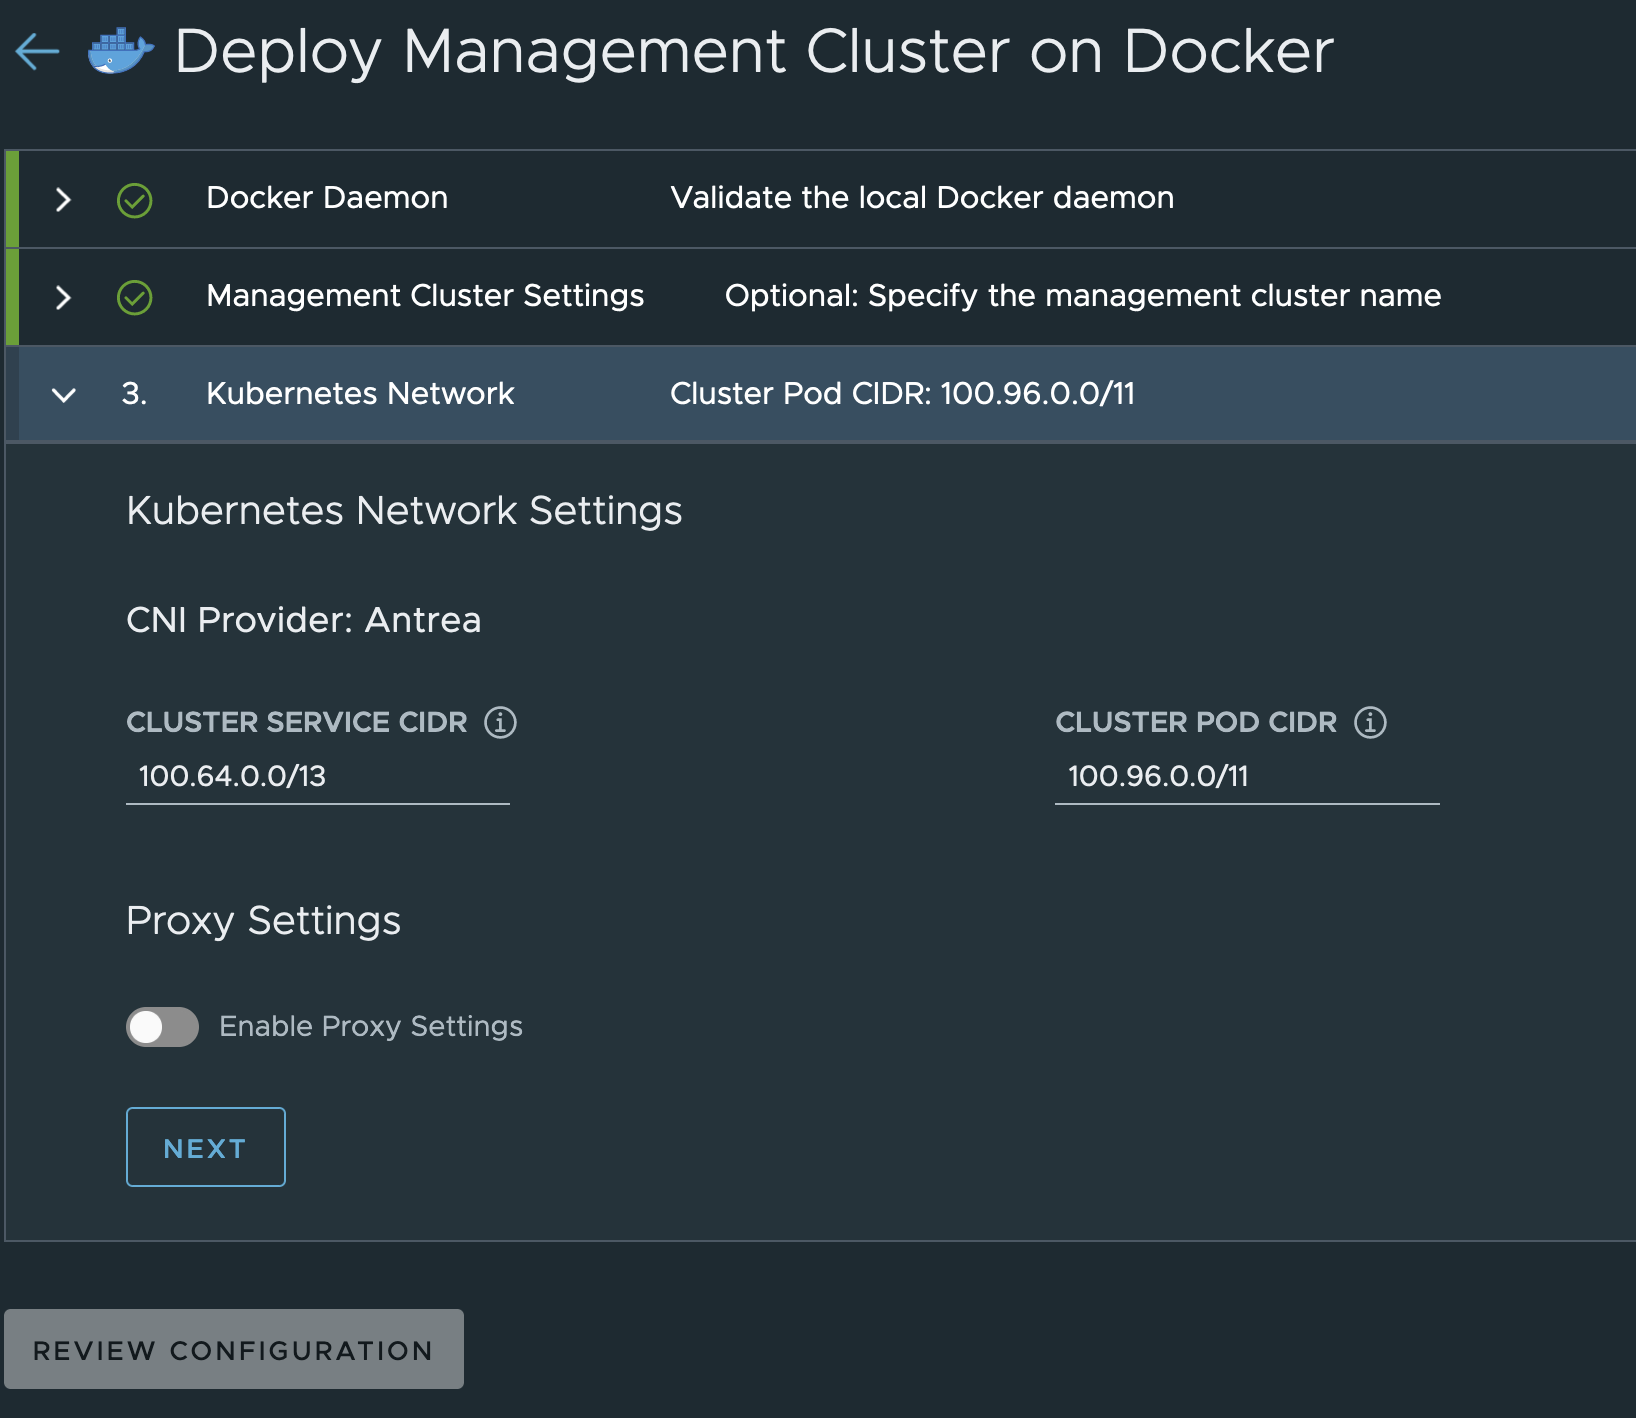 Deploy Management Cluster on Docker
Docker Daemon Validate the local Docker daemon
Management Cluster Settings Optional: Specify the management cluster name
3. Kubernetes Network Cluster Pod CIDR: 100.96.0.0/11
Kubernetes Network Settings
CNI Provider: Antrea
CLUSTER SERVICE CIDR CLUSTER POD CIDR
100.64.0.0/13 100.96.0.0/11
Proxy Settings
Enable Proxy Settings
NEXT
REVIEW CONFIGURATION